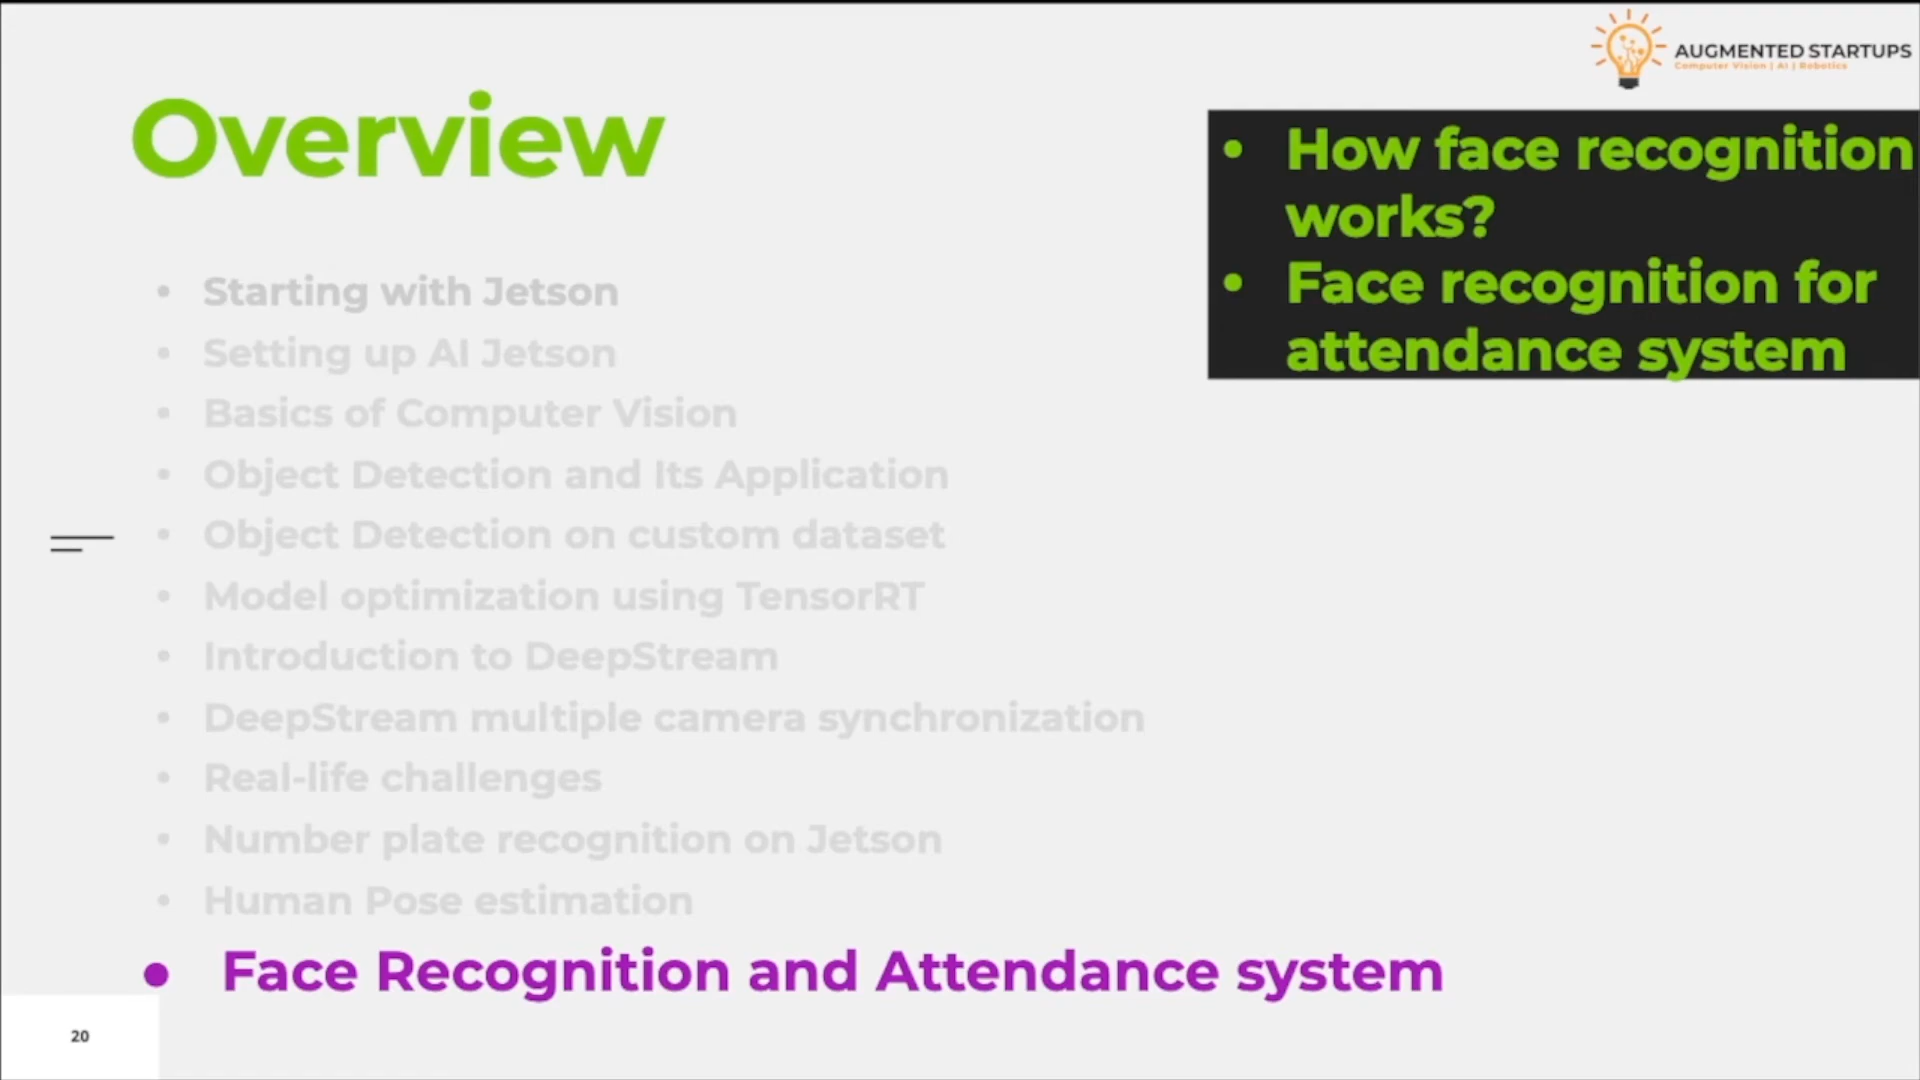 AUGMENTED STARTUPS
Computer Vision | AI | Robotics
Overview
• How face recognition
works?
• Face recognition for
attendance system
• Starting with Jetson
• Setting up AI Jetson
• Basics of Computer Vision
• Object Detection and Its Application
• Object Detection on custom dataset
• Model optimization using TensorRT
• Introduction to DeepStream
• DeepStream multiple camera synchronization
• Real-life challenges
• Number plate recognition on Jetson
• Human Pose estimation
• Face Recognition and Attendance system
20